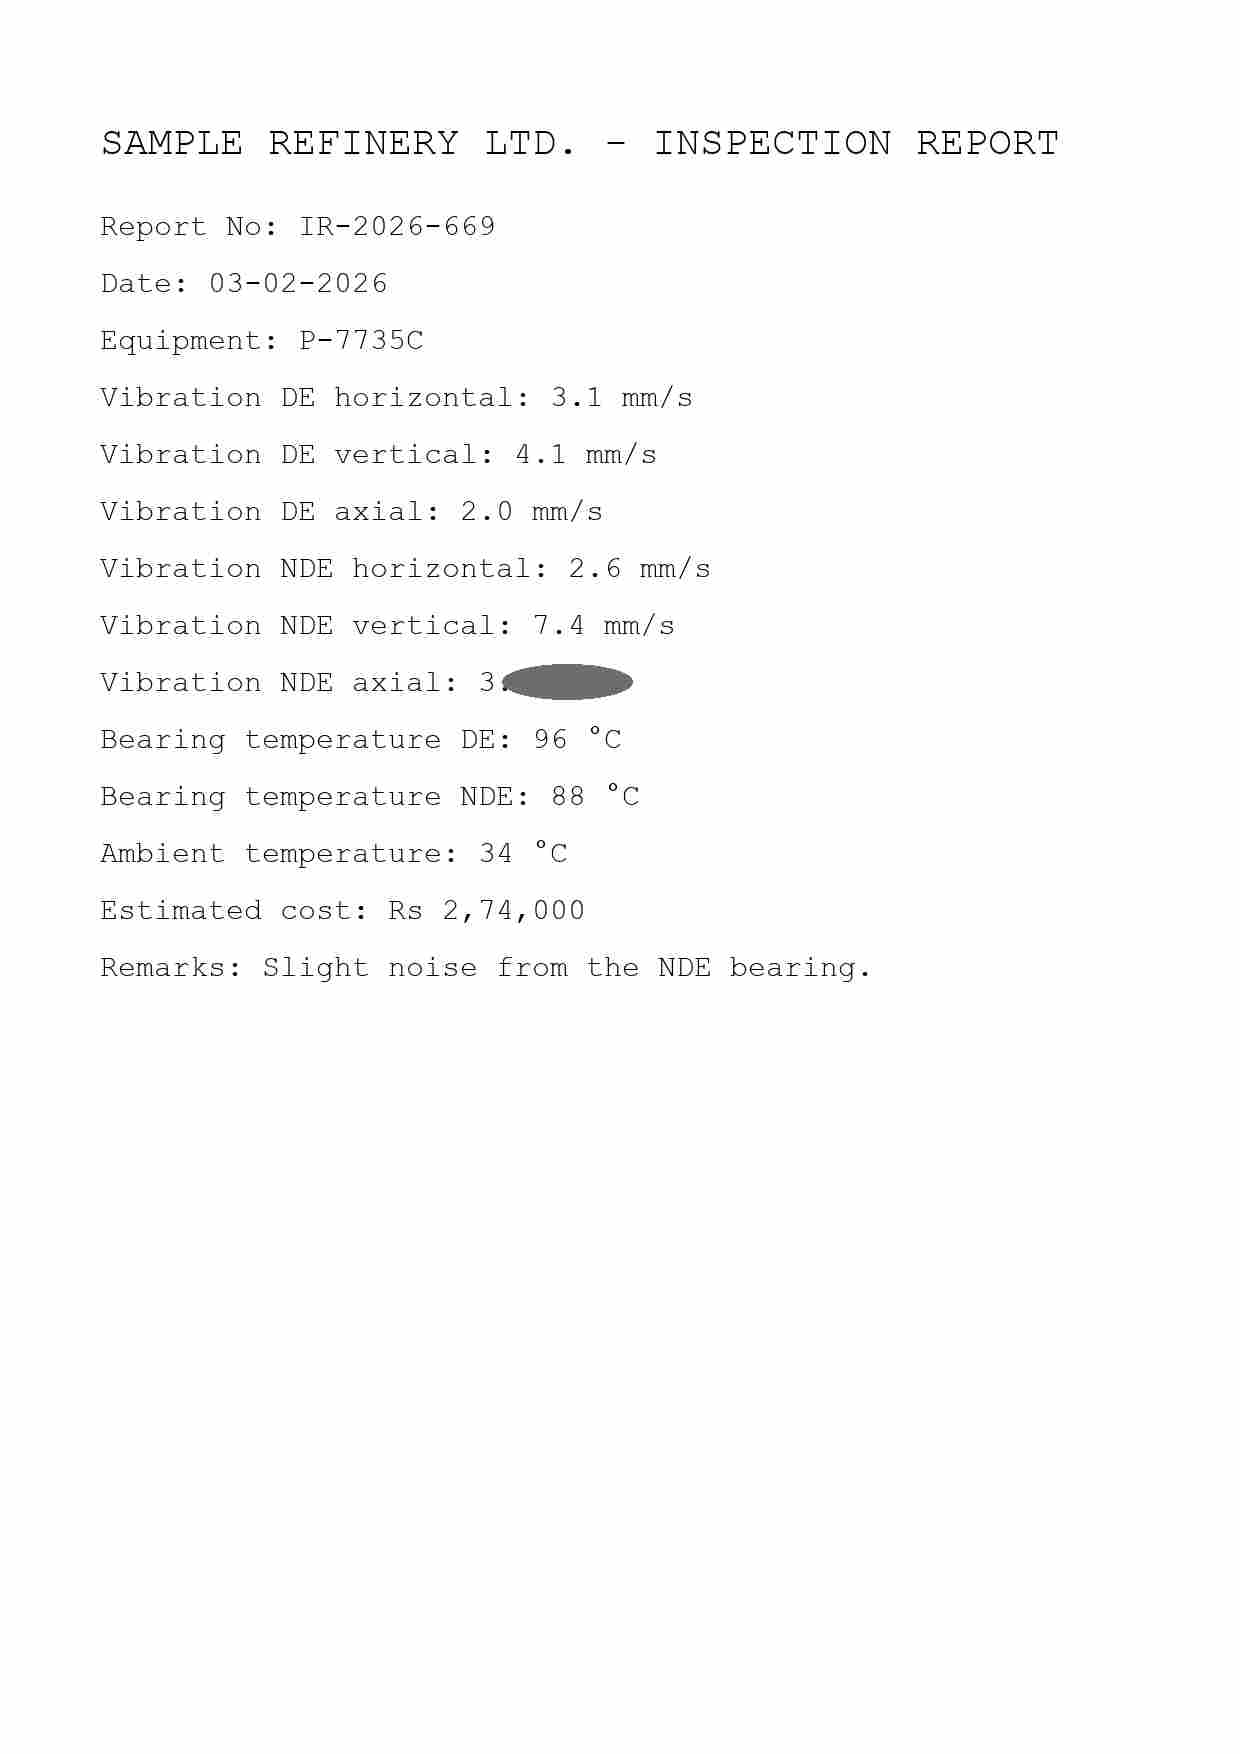 SAMPLE REFINERY LTD. - INSPECTION REPORT
Report No: IR-2026-669
Date: 03-02-2026
Equipment: P-7735C
Vibration DE horizontal: 3.1 mm/s
Vibration DE vertical: 4.1 mm/s
Vibration DE axial: 2.0 mm/s
Vibration NDE horizontal: 2.6 mm/s
Vibration NDE vertical: 7.4 mm/s
Vibration NDE axial:
Bearing temperature DE: 96 °C
Bearing temperature NDE: 88 °C
Ambient temperature: 34 °C
Estimated cost: Rs 2,74,000
Remarks: Slight noise from the NDE bearing.